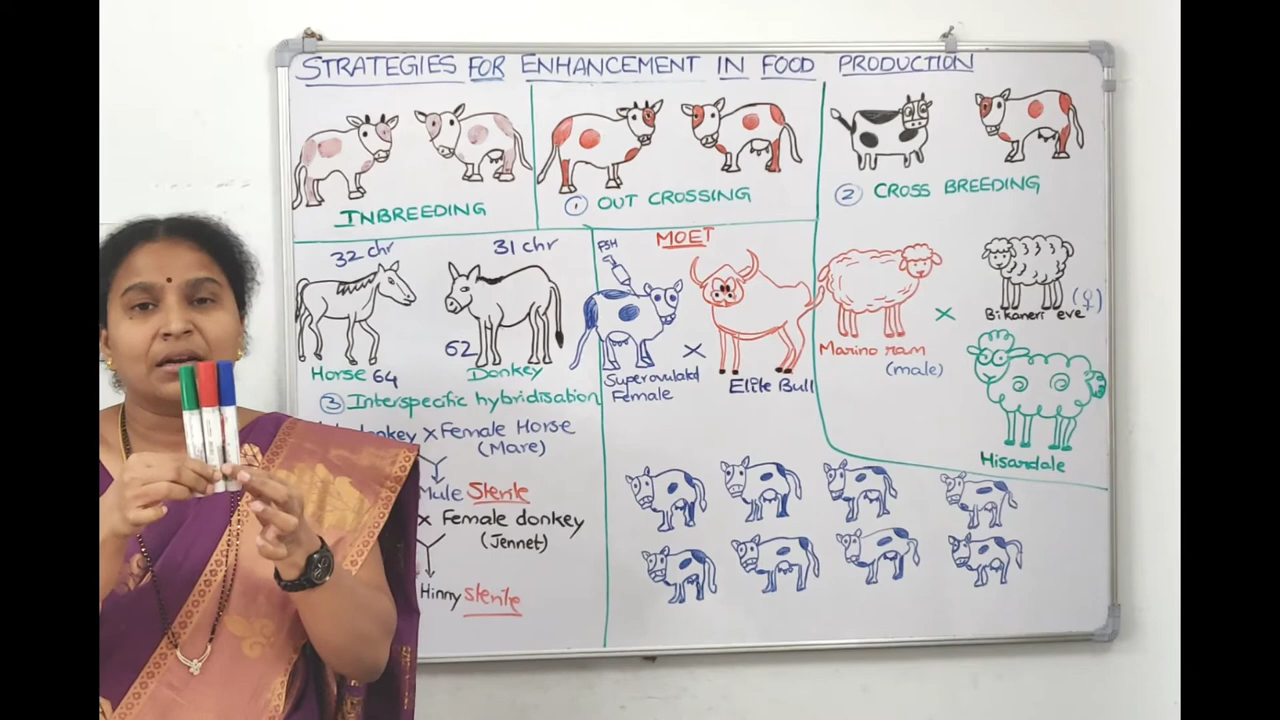 STRATEGIES FOR ENHANCEMENT IN FOOD PRODUCTION
INBREEDING
① OUT CROSSING
② CROSS BREEDING
32 chr
31 chr
Horse 64
62
Donkey
③ Interspecific hybridisation
donkey X Female Horse
(Mare)
Mule Sterile
X Female donkey
(Jennet)
Hinny sterile
MOET
FSH
X
Superovulated
Female
Elite Bull
Marino ram
(male)
X
Bikaneri eve (♀)
Hisardale